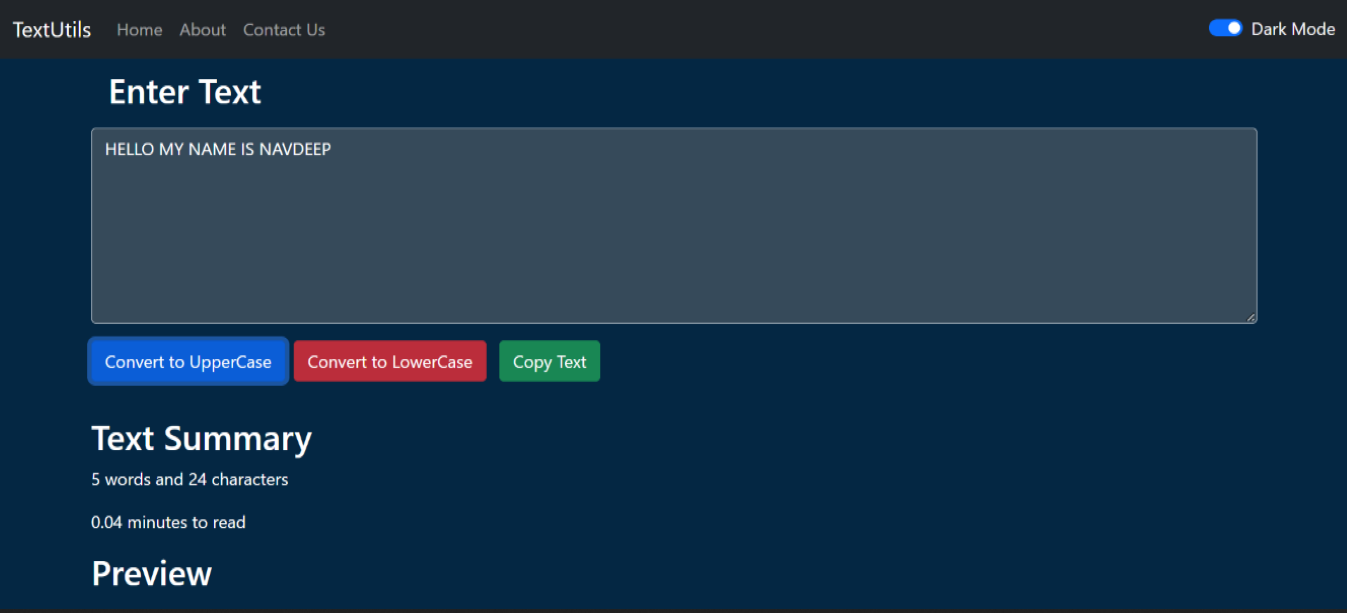 TextUtils Home About Contact Us Dark Mode
Enter Text
HELLO MY NAME IS NAVDEEP
Convert to UpperCase Convert to LowerCase Copy Text
Text Summary
5 words and 24 characters
0.04 minutes to read
Preview